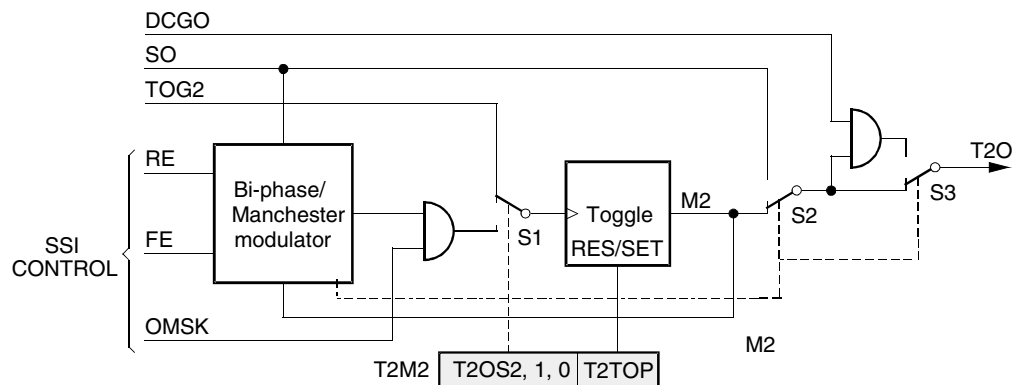 DCGO
SO
TOG2
RE
Bi-phase/
Manchester
modulator
FE
SSI
CONTROL
OMSK
S1
Toggle
RES/SET
M2
S2
S3
T2O
M2
T2M2
T2OS2, 1, 0
T2TOP